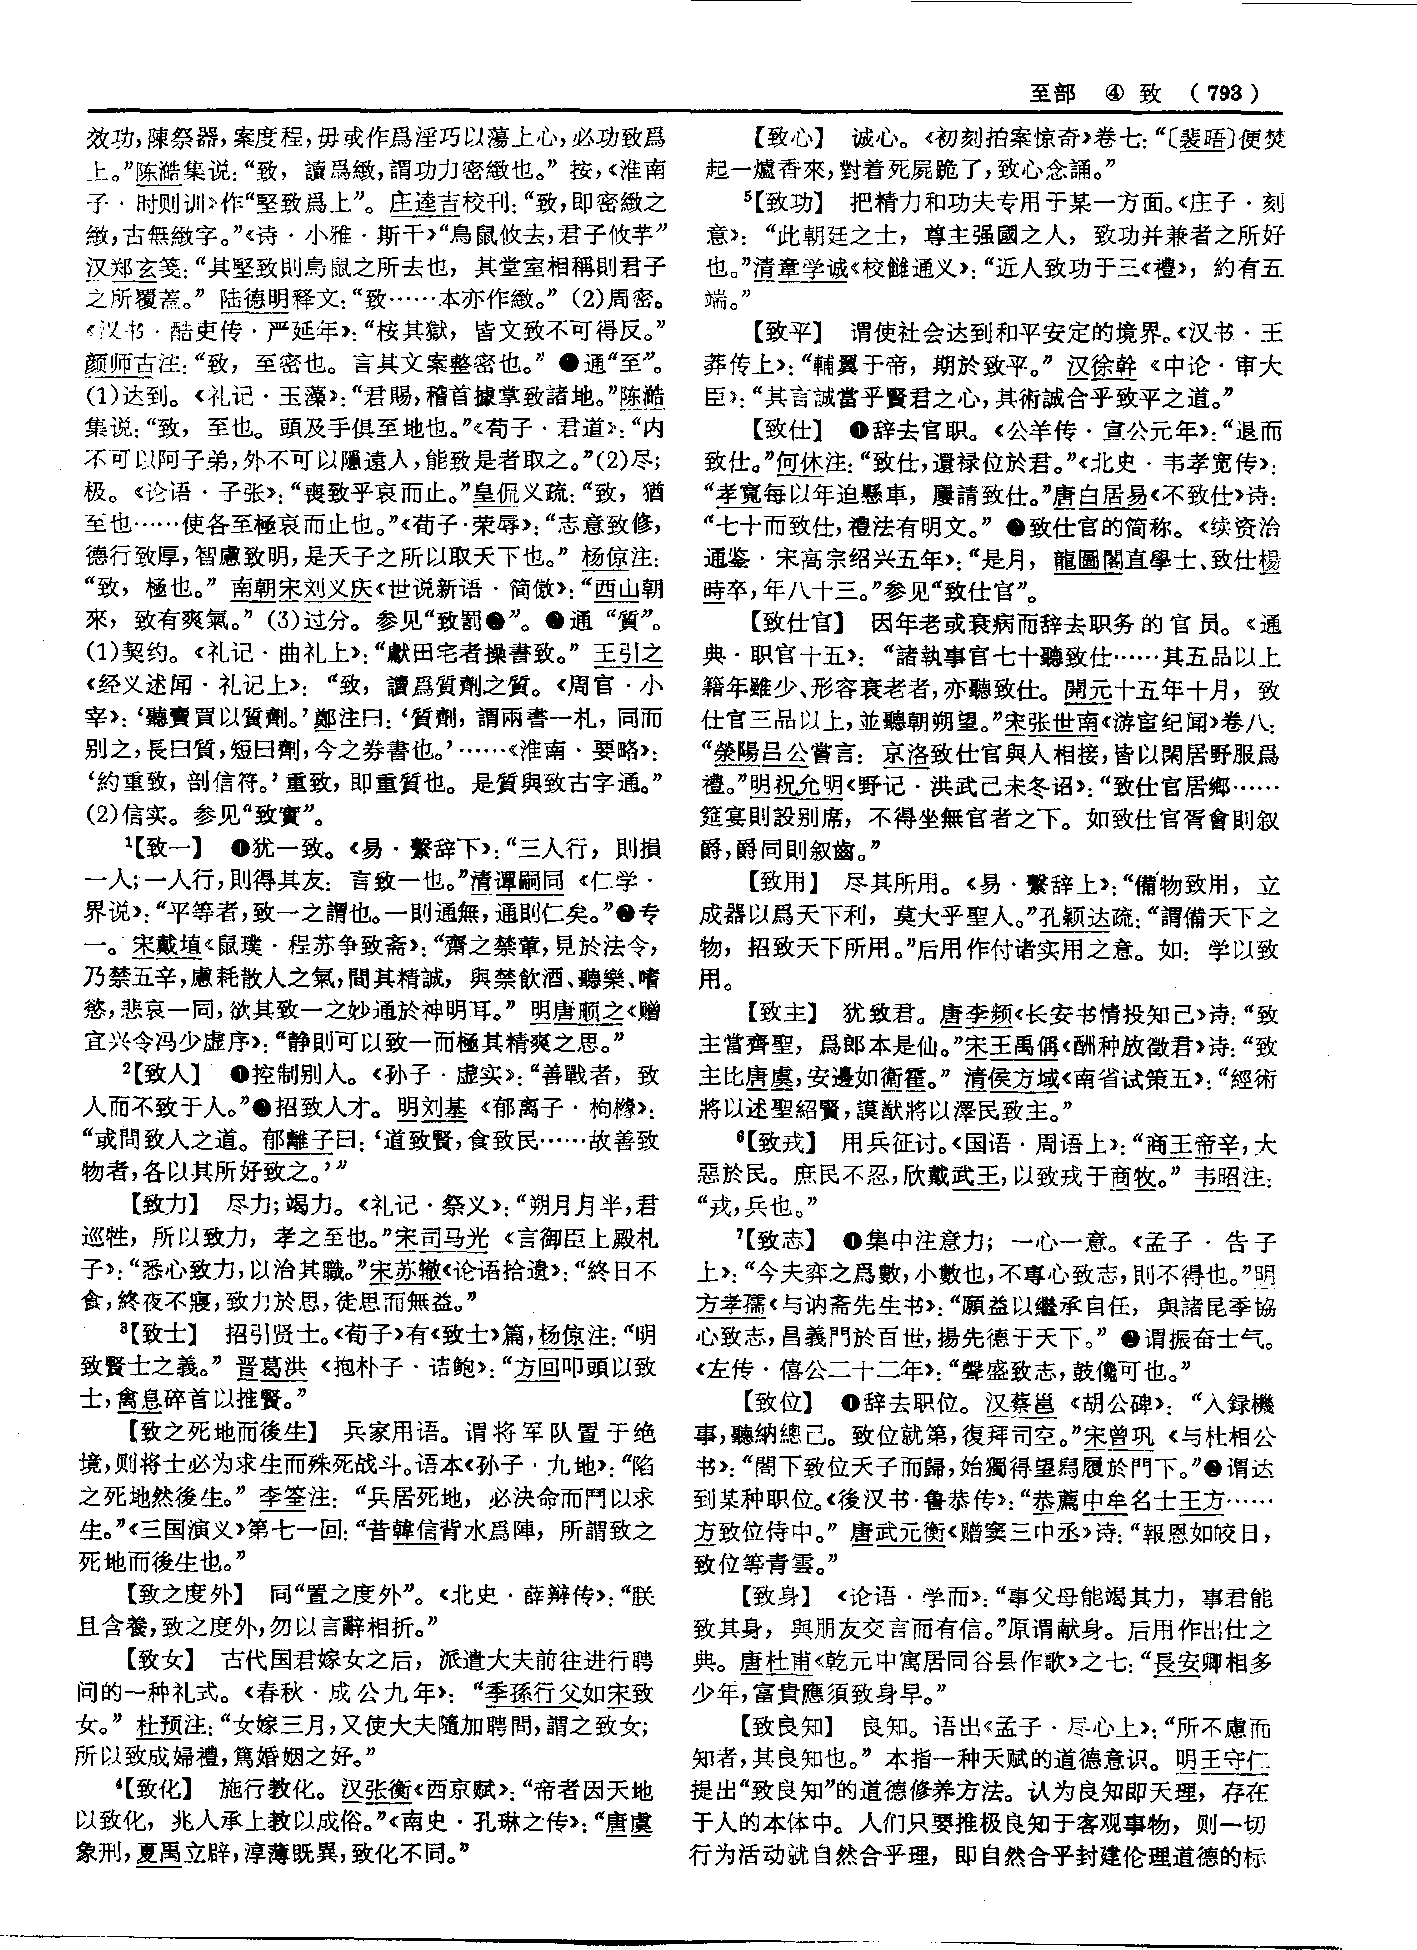 至部 ④ 致 （793）
效功，陳祭器，案度程，毋或作爲淫巧以蕩上心，必功致爲
上。”陈澔集说：“致，讀爲緻，謂功力密緻也。”按，《淮南
子·时则训》作“堅致爲上”。庄逵吉校刊：“致，即密緻之
緻，古無緻字。”《诗·小雅·斯干》“鳥鼠攸去，君子攸芋”
汉郑玄笺：“其堅致則鳥鼠之所去也，其堂室相稱則君子
之所覆蓋。”陆德明释文：“致……本亦作緻。”(2)周密。
《汉书·酷吏传·严延年》：“桉其獄，皆文致不可得反。”
颜师古注：“致，至密也。言其文案整密也。”●通“至”。
(1)达到。《礼记·玉藻》：“君賜，稽首據掌致諸地。”陈澔
集说：“致，至也。頭及手俱至地也。”《荀子·君道》：“内
不可以阿子弟，外不可以隱遠人，能致是者取之。”(2)尽；
极。《论语·子张》：“喪致乎哀而止。”皇侃义疏：“致，猶
至也……使各至極哀而止也。”《荀子·荣辱》：“志意致修，
德行致厚，智慮致明，是天子之所以取天下也。”杨倞注：
“致，極也。”南朝宋刘义庆《世说新语·简傲》：“西山朝
來，致有爽氣。”(3)过分。参见“致罚●”。●通“質”。
(1)契约。《礼记·曲礼上》：“獻田宅者操書致。”王引之
《经义述闻·礼记上》：“致，讀爲質劑之質。《周官·小
宰》：‘聽賣買以質劑。’鄭注曰：‘質劑，謂兩書一札，同而
别之，長曰質，短曰劑，今之券書也。’……《淮南·要略》：
‘約重致，剖信符。’重致，即重質也。是質與致古字通。”
(2)信实。参见“致實”。
¹【致一】 ❶犹一致。《易·繫辞下》：“三人行，則損
一人；一人行，則得其友：言致一也。”清谭嗣同《仁学·
界说》：“平等者，致一之謂也。一則通無，通則仁矣。”❷专
一。宋戴埴《鼠璞·程苏争致斋》：“齋之禁葷，見於法令，
乃禁五辛，慮耗散人之氣，間其精誠，與禁飲酒、聽樂、嗜
慾，悲哀一同，欲其致一之妙通於神明耳。”明唐顺之《赠
宜兴令冯少虚序》：“静則可以致一而極其精爽之思。”
²【致人】 ❶控制别人。《孙子·虚实》：“善戰者，致
人而不致于人。”❷招致人才。明刘基《郁离子·枸橼》：
“或問致人之道。郁離子曰：‘道致賢，食致民……故善致
物者，各以其所好致之。’”
【致力】 尽力；竭力。《礼记·祭义》：“朔月月半，君
巡牲，所以致力，孝之至也。”宋司马光《言御臣上殿札
子》：“悉心致力，以治其職。”宋苏辙《论语拾遗》：“終日不
食，終夜不寢，致力於思，徒思而無益。”
³【致士】 招引贤士。《荀子》有《致士》篇，杨倞注：“明
致賢士之義。”晋葛洪《抱朴子·诘鲍》：“方回叩頭以致
士，禽息碎首以推賢。”
【致之死地而後生】 兵家用语。谓将军队置于绝
境，则将士必为求生而殊死战斗。语本《孙子·九地》：“陷
之死地然後生。”李筌注：“兵居死地，必決命而鬥以求
生。”《三国演义》第七一回：“昔韓信背水爲陣，所謂致之
死地而後生也。”
【致之度外】 同“置之度外”。《北史·薛辩传》：“朕
且含養，致之度外，勿以言辭相折。”
【致女】 古代国君嫁女之后，派遣大夫前往进行聘
问的一种礼式。《春秋·成公九年》：“季孫行父如宋致
女。”杜预注：“女嫁三月，又使大夫隨加聘問，謂之致女；
所以致成婦禮，篤婚姻之好。”
⁴【致化】 施行教化。汉张衡《西京赋》：“帝者因天地
以致化，兆人承上教以成俗。”《南史·孔琳之传》：“唐虞
象刑，夏禹立辟，淳薄既異，致化不同。”
【致心】 诚心。《初刻拍案惊奇》卷七：“〔裴晤〕便焚
起一爐香來，對着死屍跪了，致心念誦。”
⁵【致功】 把精力和功夫专用于某一方面。《庄子·刻
意》：“此朝廷之士，尊主强國之人，致功并兼者之所好
也。”清章学诚《校雠通义》：“近人致功于三《禮》，約有五
端。”
【致平】 谓使社会达到和平安定的境界。《汉书·王
莽传上》：“輔翼于帝，期於致平。”汉徐幹《中论·审大
臣》：“其言誠當乎賢君之心，其術誠合乎致平之道。”
【致仕】 ❶辞去官职。《公羊传·宣公元年》：“退而
致仕。”何休注：“致仕，還禄位於君。”《北史·韦孝宽传》：
“孝寬每以年迫懸車，屢請致仕。”唐白居易《不致仕》诗：
“七十而致仕，禮法有明文。”❷致仕官的简称。《续资治
通鉴·宋高宗绍兴五年》：“是月，龍圖閣直學士、致仕楊
時卒，年八十三。”参见“致仕官”。
【致仕官】 因年老或衰病而辞去职务的官员。《通
典·职官十五》：“諸執事官七十聽致仕……其五品以上
籍年雖少、形容衰老者，亦聽致仕。開元十五年十月，致
仕官三品以上，並聽朝朔望。”宋张世南《游宦纪闻》卷八：
“滎陽吕公嘗言：京洛致仕官與人相接，皆以閑居野服爲
禮。”明祝允明《野记·洪武己未冬诏》：“致仕官居鄉……
筵宴則設别席，不得坐無官者之下。如致仕官胥會則叙
爵，爵同則叙齒。”
【致用】 尽其所用。《易·繫辞上》：“備物致用，立
成器以爲天下利，莫大乎聖人。”孔颖达疏：“謂備天下之
物，招致天下所用。”后用作付诸实用之意。如：学以致
用。
【致主】 犹致君。唐李频《长安书情投知己》诗：“致
主當齊聖，爲郎本是仙。”宋王禹偁《酬种放徵君》诗：“致
主比唐虞，安邊如衛霍。”清侯方域《南省试策五》：“經術
將以述聖紹賢，謨猷將以澤民致主。”
⁶【致戎】 用兵征讨。《国语·周语上》：“商王帝辛，大
惡於民。庶民不忍，欣戴武王，以致戎于商牧。”韦昭注：
“戎，兵也。”
⁷【致志】 ❶集中注意力；一心一意。《孟子·告子
上》：“今夫弈之爲數，小數也，不專心致志，則不得也。”明
方孝孺《与讷斋先生书》：“願益以繼承自任，與諸昆季協
心致志，昌義門於百世，揚先德于天下。”❷谓振奋士气。
《左传·僖公二十二年》：“聲盛致志，鼓儳可也。”
【致位】 ❶辞去职位。汉蔡邕《胡公碑》：“入録機
事，聽納總己。致位就第，復拜司空。”宋曾巩《与杜相公
书》：“閤下致位天子而歸，始獨得望舄履於門下。”❷谓达
到某种职位。《後汉书·鲁恭传》：“恭薦中牟名士王方……
方致位侍中。”唐武元衡《赠窦三中丞》诗：“報恩如皎日，
致位等青雲。”
【致身】 《论语·学而》：“事父母能竭其力，事君能
致其身，與朋友交言而有信。”原谓献身。后用作出仕之
典。唐杜甫《乾元中寓居同谷县作歌》之七：“長安卿相多
少年，富貴應須致身早。”
【致良知】 良知。语出《孟子·尽心上》：“所不慮而
知者，其良知也。”本指一种天赋的道德意识。明王守仁
提出“致良知”的道德修养方法。认为良知即天理，存在
于人的本体中。人们只要推极良知于客观事物，则一切
行为活动就自然合乎理，即自然合乎封建伦理道德的标